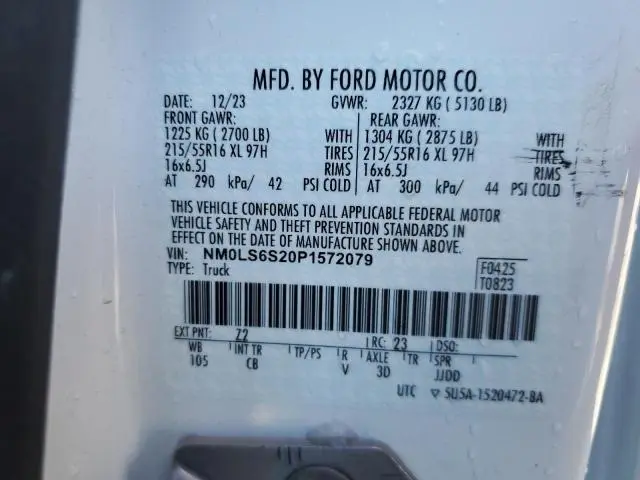 MFD. BY FORD MOTOR CO.
DATE: 12/23 GVWR: 2327 KG ( 5130 LB)
FRONT GAWR: REAR GAWR:
1225 KG ( 2700 LB) WITH 1304 KG ( 2875 LB) WITH
215/55R16 XL 97H TIRES 215/55R16 XL 97H TIRES
16x6.5J RIMS 16x6.5J RIMS
AT 290 kPa/ 42 PSI COLD AT 300 kPa/ 44 PSI COLD
THIS VEHICLE CONFORMS TO ALL APPLICABLE FEDERAL MOTOR
VEHICLE SAFETY AND THEFT PREVENTION STANDARDS IN
EFFECT ON THE DATE OF MANUFACTURE SHOWN ABOVE.
VIN: NM0LS6S20P1572079
TYPE: Truck
F0425
T0823
EXT PNT: Z2 RC: 23 DSO:
WB INT TR TP/PS R AXLE TR SPR
105 CB V 3D JJDD
UTC ▽ 5U5A-1520472-BA